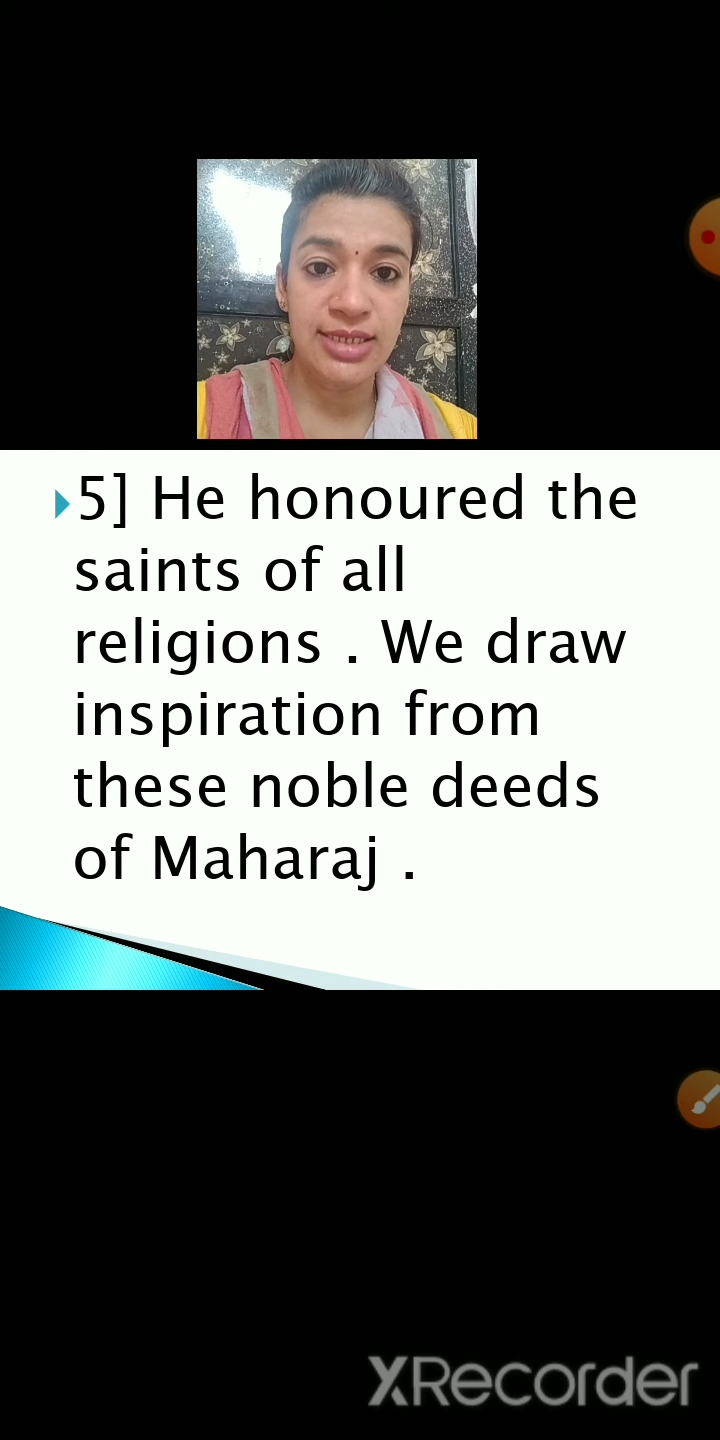 5] He honoured the
saints of all
religions . We draw
inspiration from
these noble deeds
of Maharaj .
XRecorder